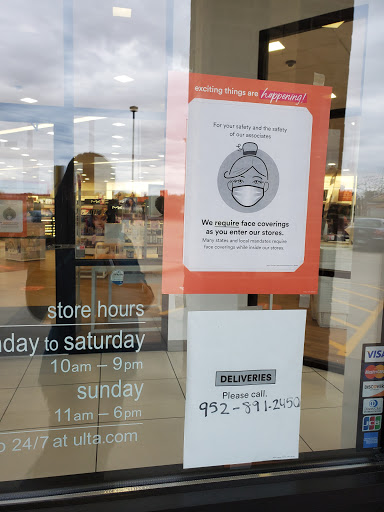 exciting things are happening!
For your safety and the safety
of our associates
We require face coverings
as you enter our stores.
Many states and local mandates require
face coverings while inside our stores.
store hours
day to saturday
10am – 9pm
sunday
11am – 6pm
24/7 at ulta.com
DELIVERIES
Please call.
952-891-2450
VISA
JCB